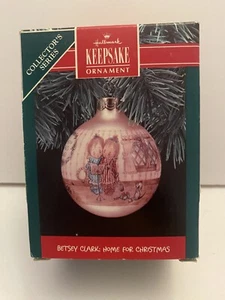 COLLECTOR'S
SERIES
Hallmark
KEEPSAKE
ORNAMENT
BETSEY CLARK: HOME FOR CHRISTMAS